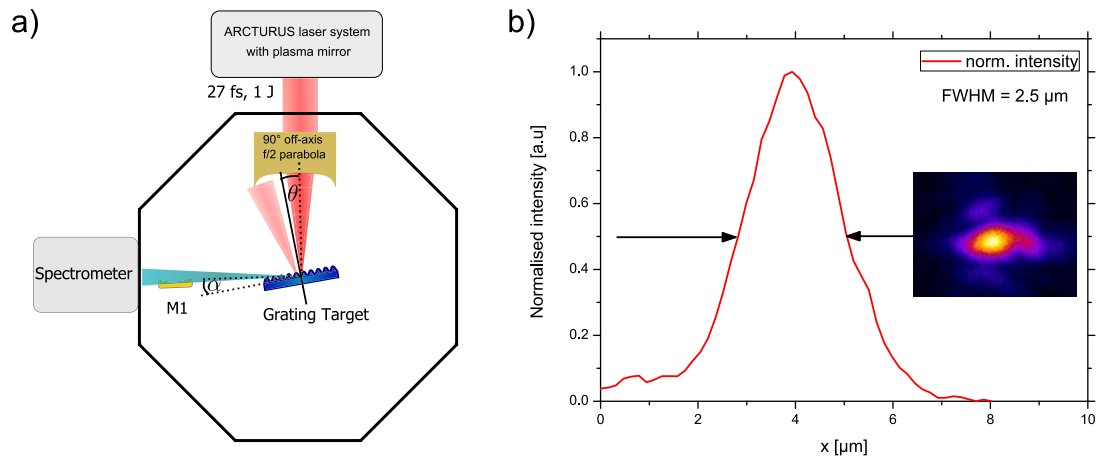 a)
ARCTURUS laser system
with plasma mirror
27 fs, 1 J
90° off-axis
f/2 parabola
θ
Spectrometer
α
M1
Grating Target
b)
norm. intensity
FWHM = 2.5 µm
Normalised intensity [a.u]
1.0
0.8
0.6
0.4
0.2
0.0
0 2 4 6 8 10
x [µm]